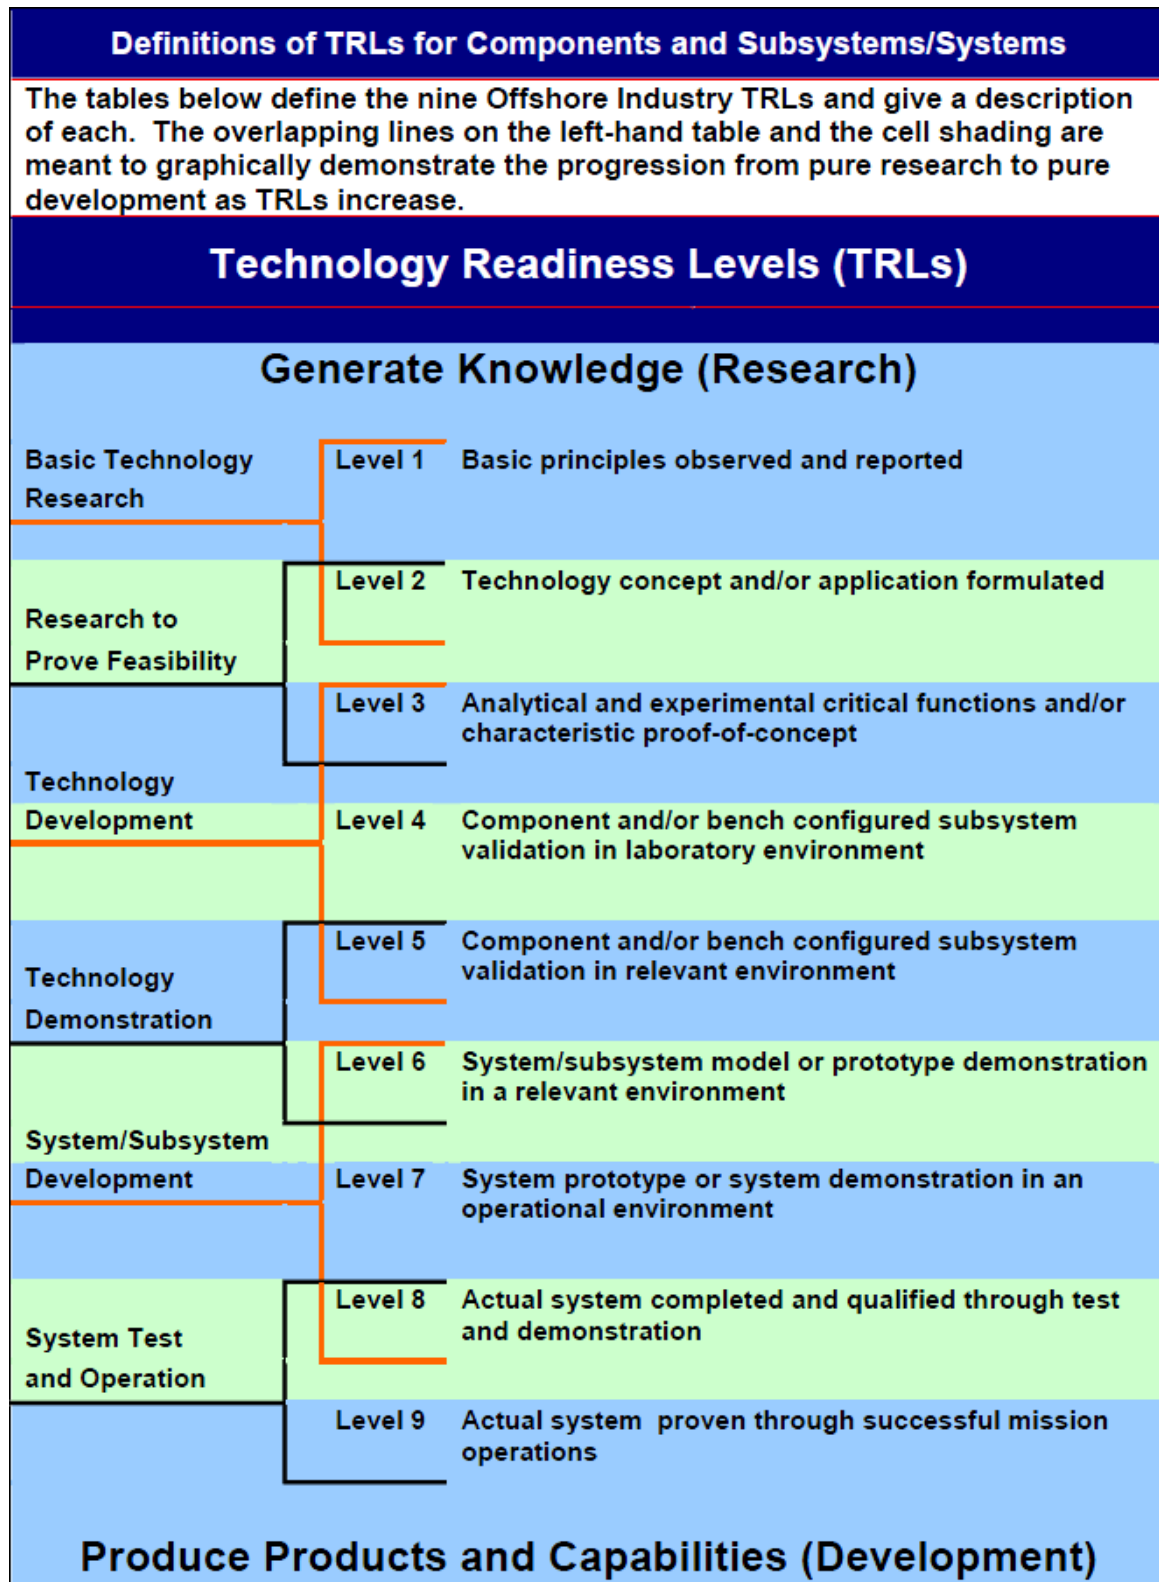 Definitions of TRLs for Components and Subsystems/Systems
The tables below define the nine Offshore Industry TRLs and give a description
of each. The overlapping lines on the left-hand table and the cell shading are
meant to graphically demonstrate the progression from pure research to pure
development as TRLs increase.
Technology Readiness Levels (TRLs)
Generate Knowledge (Research)
Basic Technology
Research
Level 1 Basic principles observed and reported
Research to
Prove Feasibility
Level 2 Technology concept and/or application formulated
Level 3 Analytical and experimental critical functions and/or
characteristic proof-of-concept
Technology
Development
Level 4 Component and/or bench configured subsystem
validation in laboratory environment
Technology
Demonstration
Level 5 Component and/or bench configured subsystem
validation in relevant environment
Level 6 System/subsystem model or prototype demonstration
in a relevant environment
System/Subsystem
Development
Level 7 System prototype or system demonstration in an
operational environment
System Test
and Operation
Level 8 Actual system completed and qualified through test
and demonstration
Level 9 Actual system proven through successful mission
operations
Produce Products and Capabilities (Development)